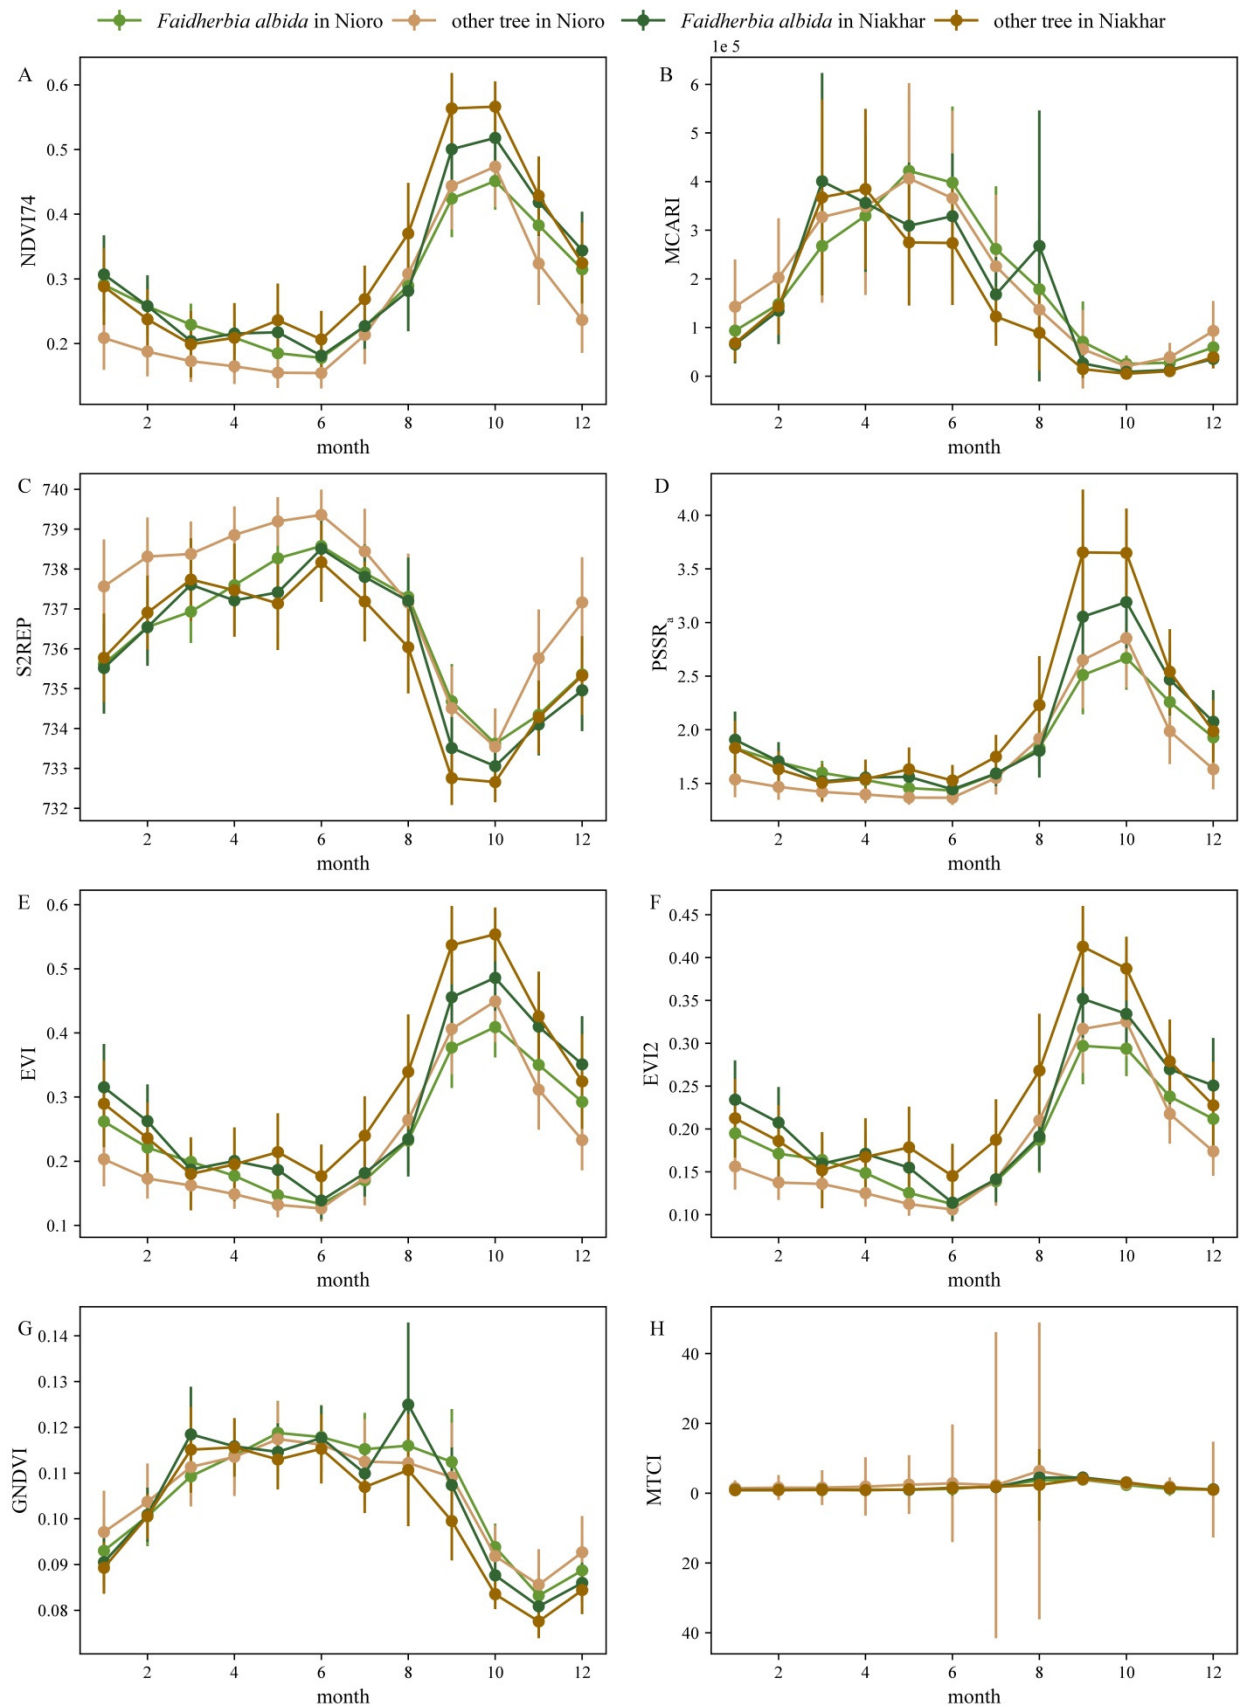 Faidherbia albida in Nioro other tree in Nioro Faidherbia albida in Niakhar other tree in Niakhar
A
NDVI74
0.6
0.5
0.4
0.3
0.2
2 4 6 8 10 12
month
B
1e 5
MCARI
6
5
4
3
2
1
0
2 4 6 8 10 12
month
C
S2REP
740
739
738
737
736
735
734
733
732
2 4 6 8 10 12
month
D
PSSRa
4.0
3.5
3.0
2.5
2.0
1.5
2 4 6 8 10 12
month
E
EVI
0.6
0.5
0.4
0.3
0.2
0.1
2 4 6 8 10 12
month
F
EVI2
0.45
0.40
0.35
0.30
0.25
0.20
0.15
0.10
2 4 6 8 10 12
month
G
GNDVI
0.14
0.13
0.12
0.11
0.10
0.09
0.08
2 4 6 8 10 12
month
H
MTCI
40
20
0
20
40
2 4 6 8 10 12
month